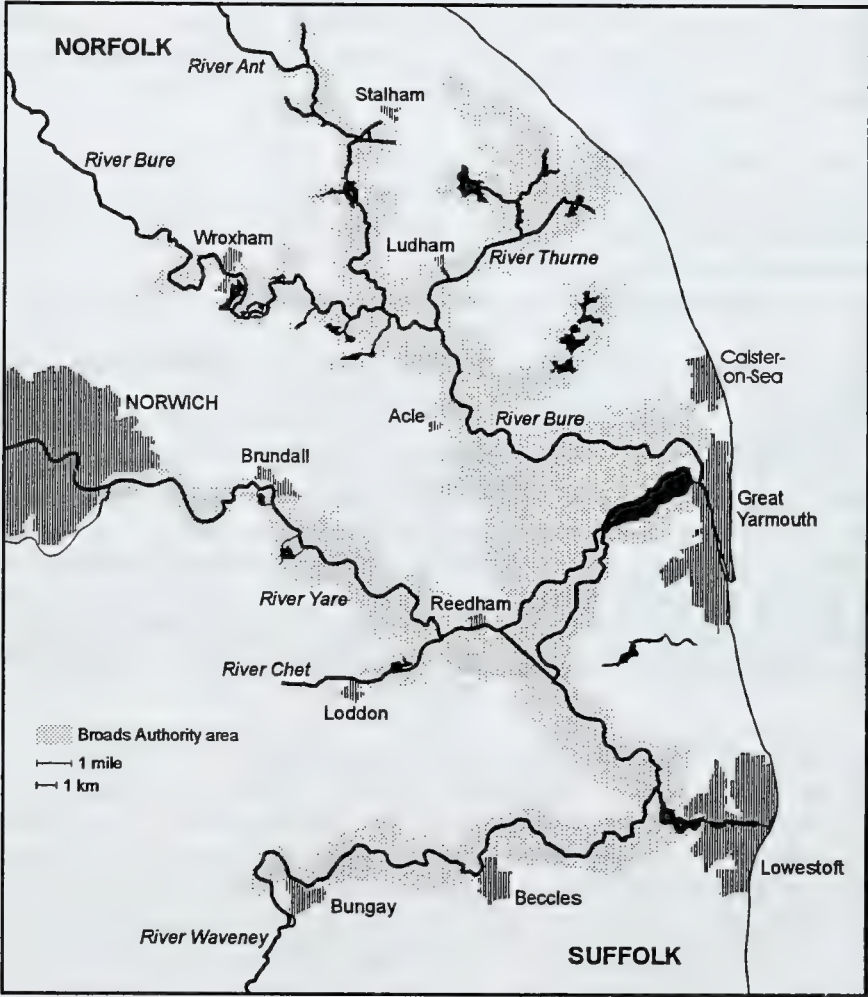 NORFOLK
River Ant
Stalham
River Bure
Wroxham
Ludham
River Thurne
Caister-
on-Sea
NORWICH
Acle
River Bure
Brundall
Great
Yarmouth
River Yare
Reedham
River Chet
Loddon
Broads Authority area
1 mile
1 km
Lowestoft
Beccles
Bungay
River Waveney
SUFFOLK